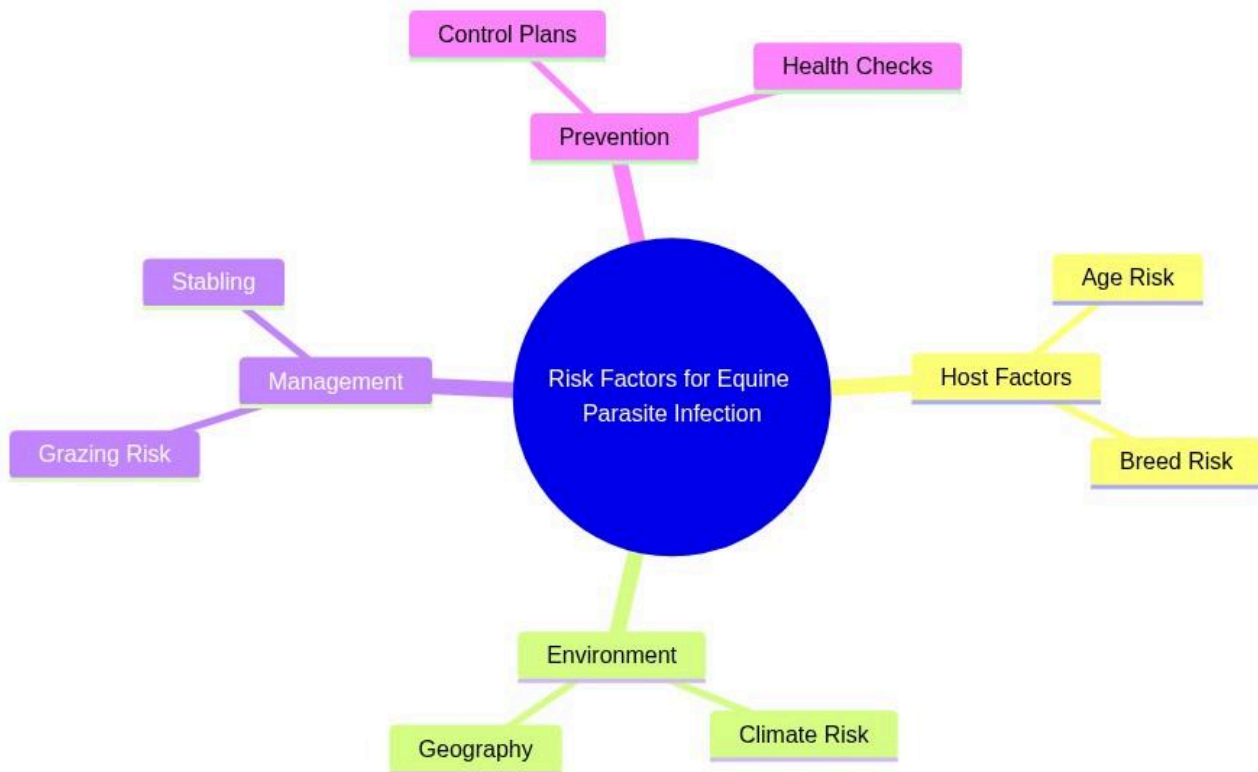 Control Plans
Health Checks
Prevention
Stabling
Age Risk
Management
Host Factors
Risk Factors for Equine
Parasite Infection
Grazing Risk
Breed Risk
Environment
Geography
Climate Risk